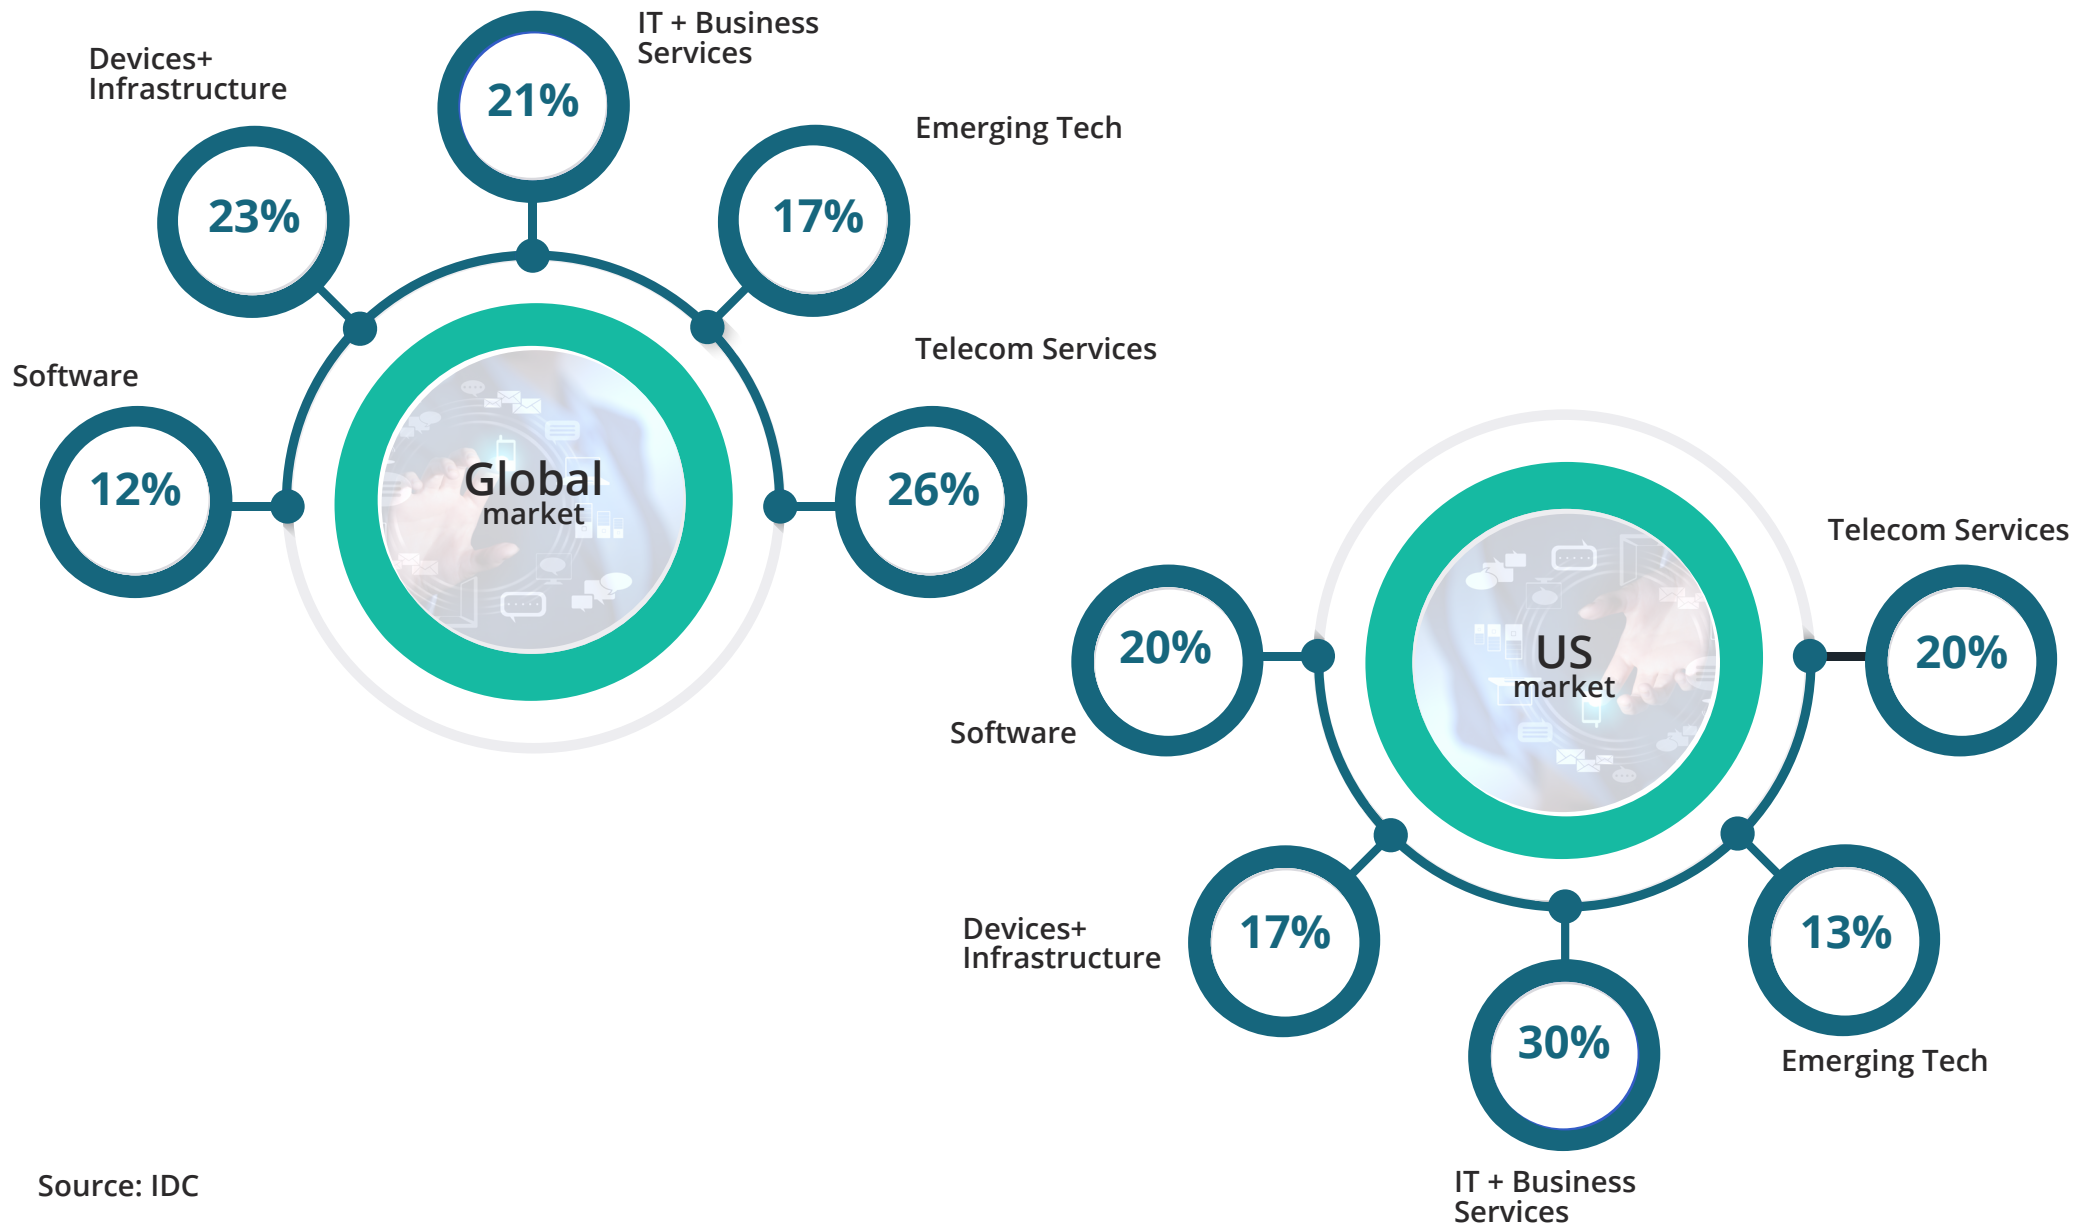 IT + Business
Services
21%
Devices+
Infrastructure
23%
Emerging Tech
17%
Telecom Services
26%
Software
12%
Global
market
Telecom Services
20%
US
market
20%
Software
Devices+
Infrastructure
17%
13%
Emerging Tech
30%
IT + Business
Services
Source: IDC